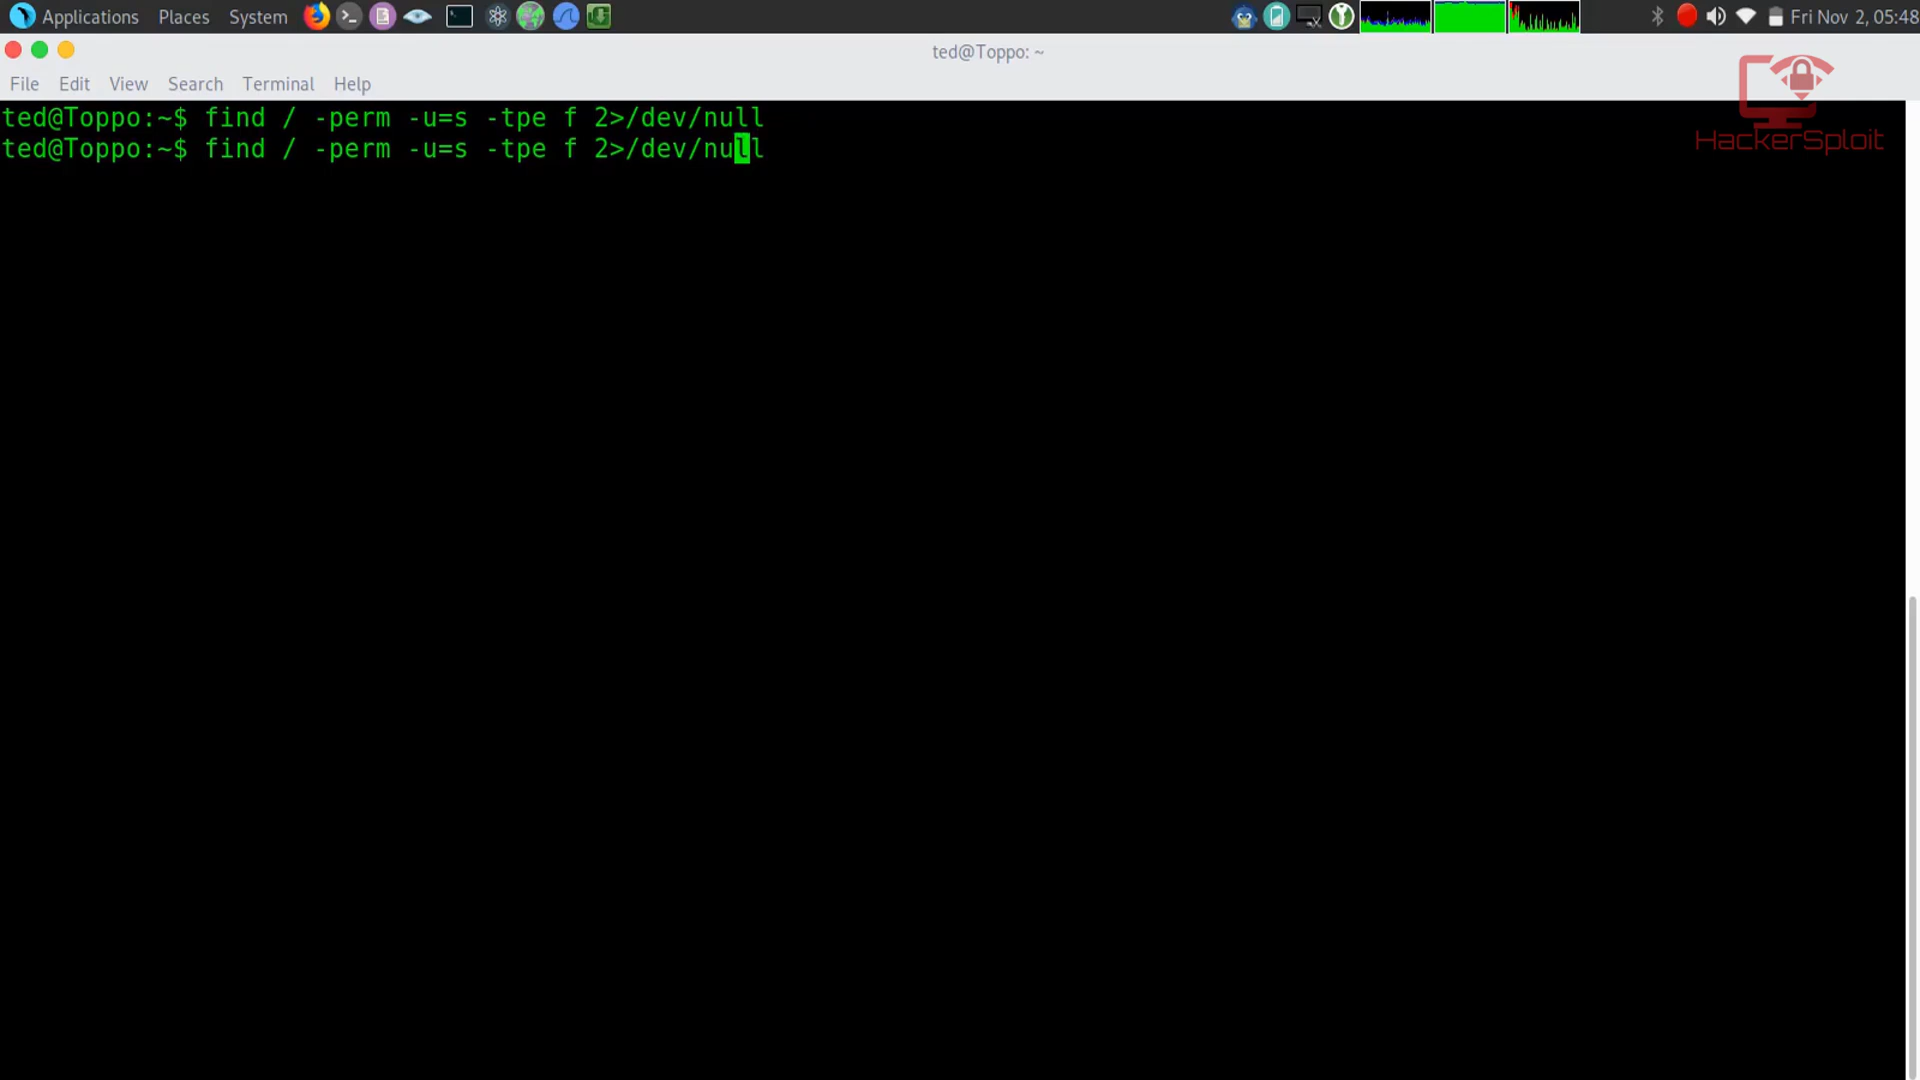 Applications Places System Fri Nov 2, 05:48
ted@Toppo: ~
File Edit View Search Terminal Help
HackerSploit
ted@Toppo:~$ find / -perm -u=s -tpe f 2>/dev/null
ted@Toppo:~$ find / -perm -u=s -tpe f 2>/dev/null